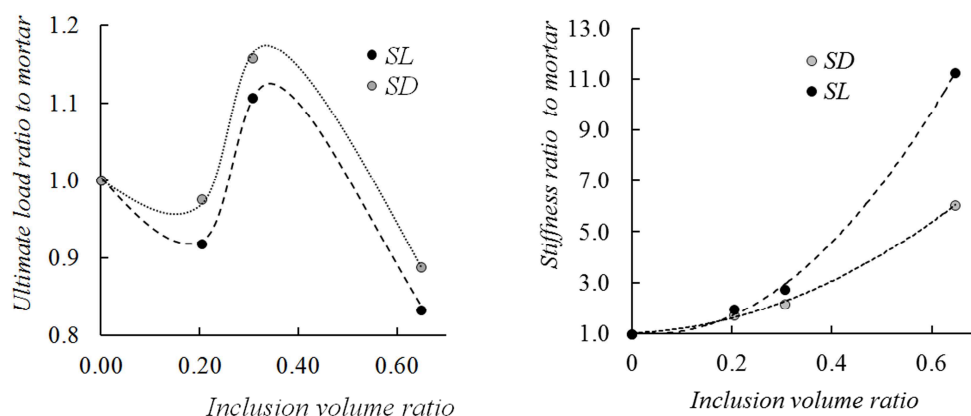 Ultimate load ratio to mortar
1.2
1.1
1.0
0.9
0.8
0.00
0.20
0.40
0.60
Inclusion volume ratio
SL
SD
Stiffness ratio to mortar
13.0
11.0
9.0
7.0
5.0
3.0
1.0
0
0.2
0.4
0.6
Inclusion volume ratio
SD
SL